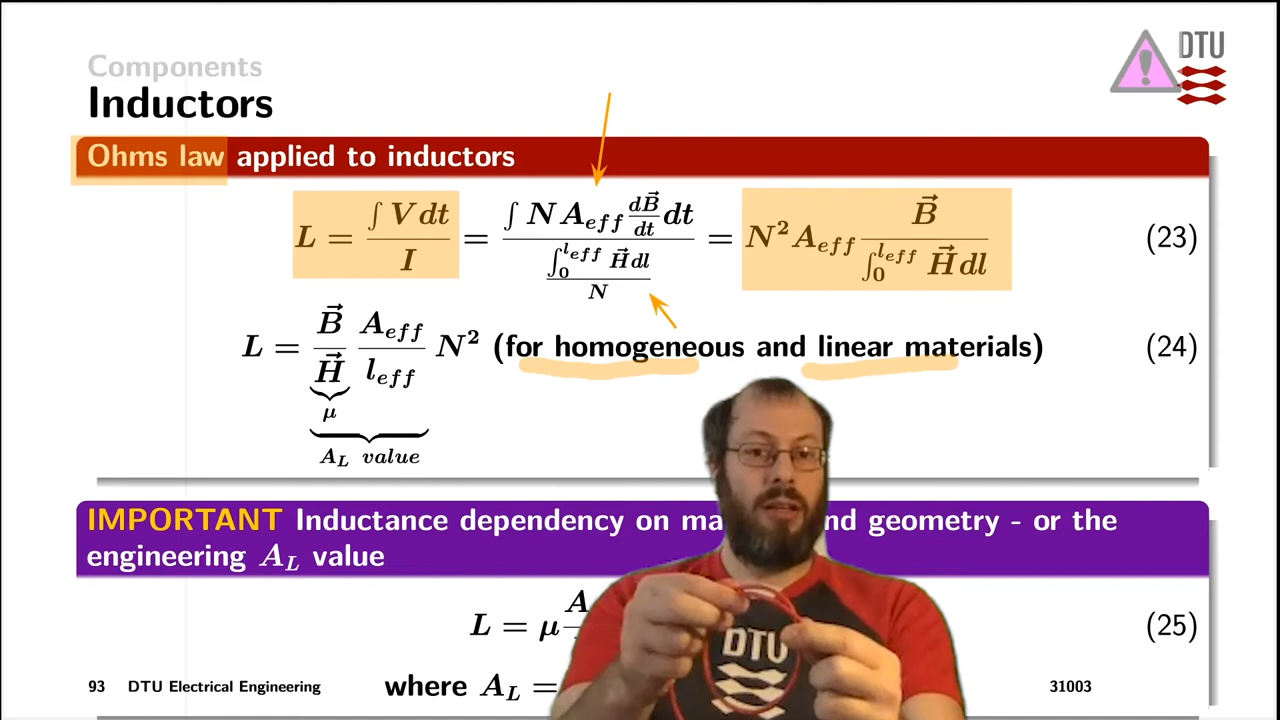 Components
DTU
Inductors
Ohms law applied to inductors
L = ∫ V dt / I = ∫ N A_eff dB⃗/dt dt / (∫_0^{l_eff} H⃗ dl / N) = N² A_eff B⃗ / ∫_0^{l_eff} H⃗ dl (23)
L = B⃗/H⃗ A_eff/l_eff N² (for homogeneous and linear materials) (24)
μ
A_L value
IMPORTANT Inductance dependency on ma nd geometry - or the
engineering A_L value
L = μ A (25)
DTU
93 DTU Electrical Engineering where A_L = 31003